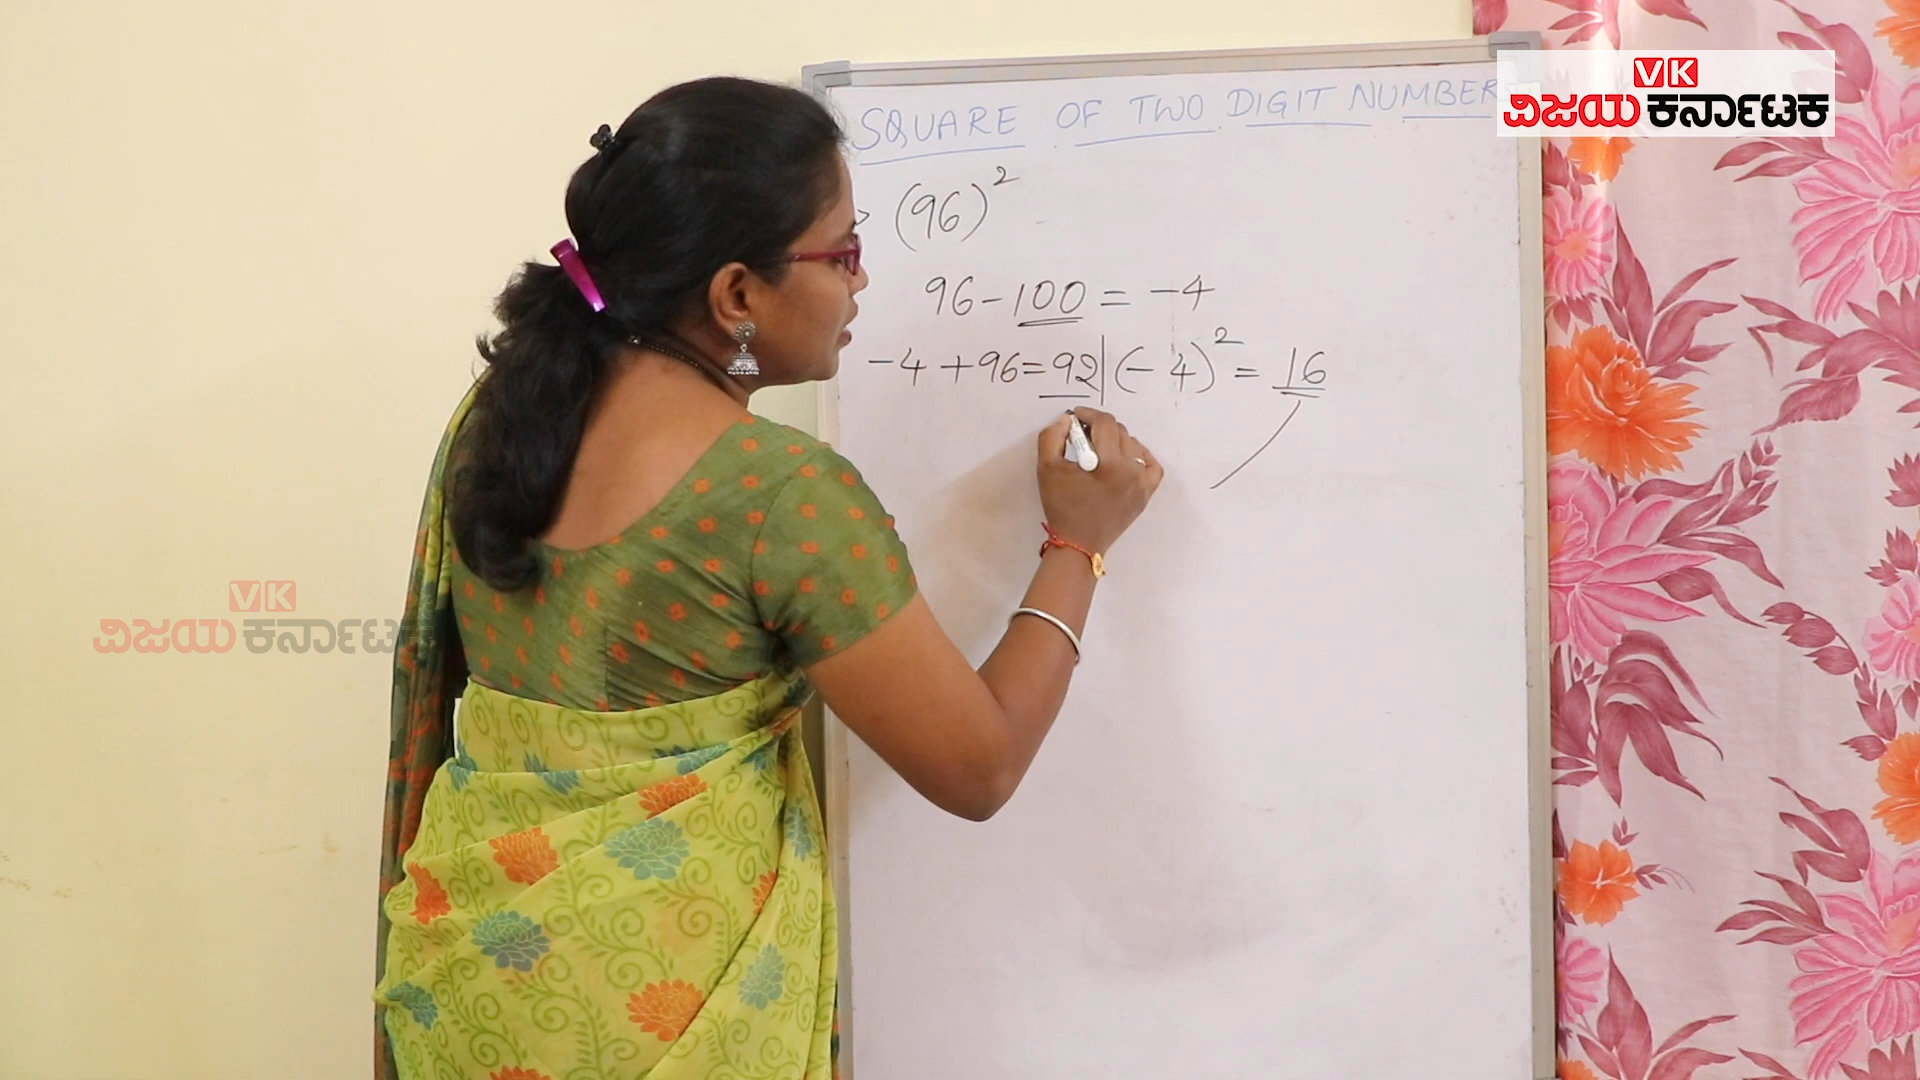 SQUARE OF TWO DIGIT NUMBER
VK
ವಿಜಯ ಕರ್ನಾಟಕ
(96)²
96-100 = -4
-4 +96=92|(-4)² = 16
VK
ವಿಜಯ ಕರ್ನಾಟಕ